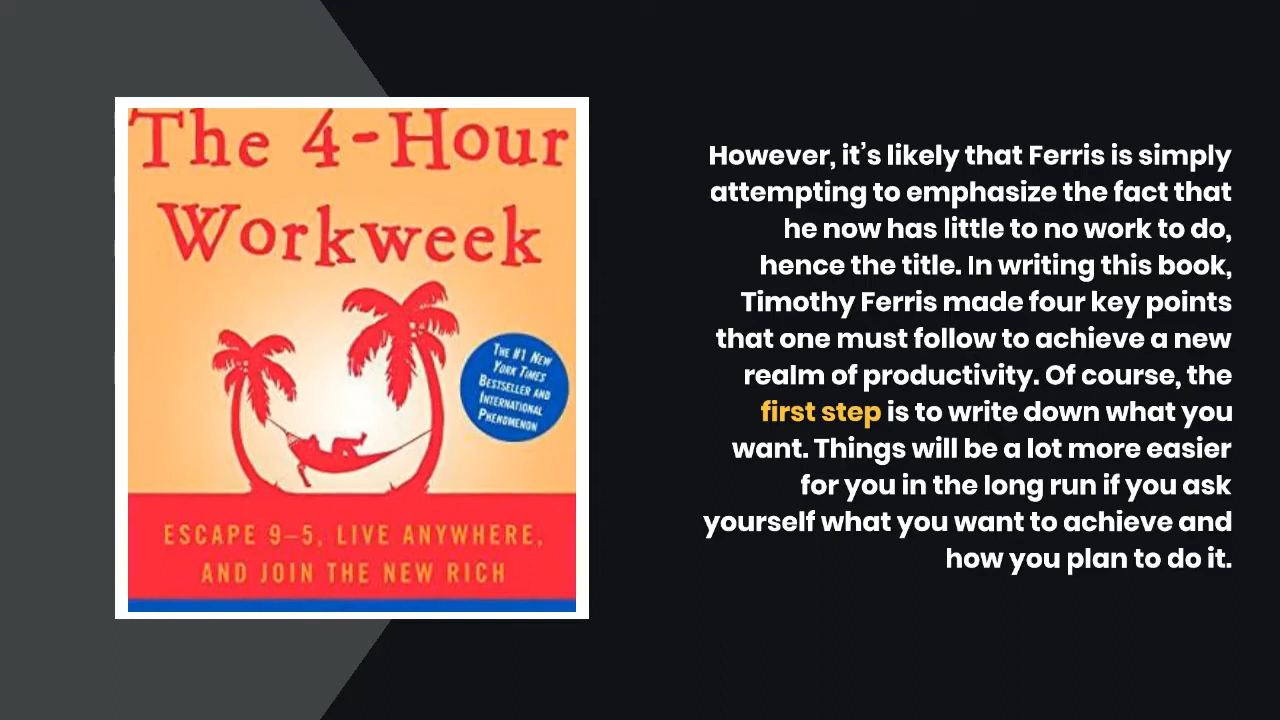 The 4-Hour
Workweek
THE #1 NEW
YORK TIMES
BESTSELLER AND
INTERNATIONAL
PHENOMENON
ESCAPE 9–5, LIVE ANYWHERE,
AND JOIN THE NEW RICH
However, it's likely that Ferris is simply
attempting to emphasize the fact that
he now has little to no work to do,
hence the title. In writing this book,
Timothy Ferris made four key points
that one must follow to achieve a new
realm of productivity. Of course, the
first step is to write down what you
want. Things will be a lot more easier
for you in the long run if you ask
yourself what you want to achieve and
how you plan to do it.